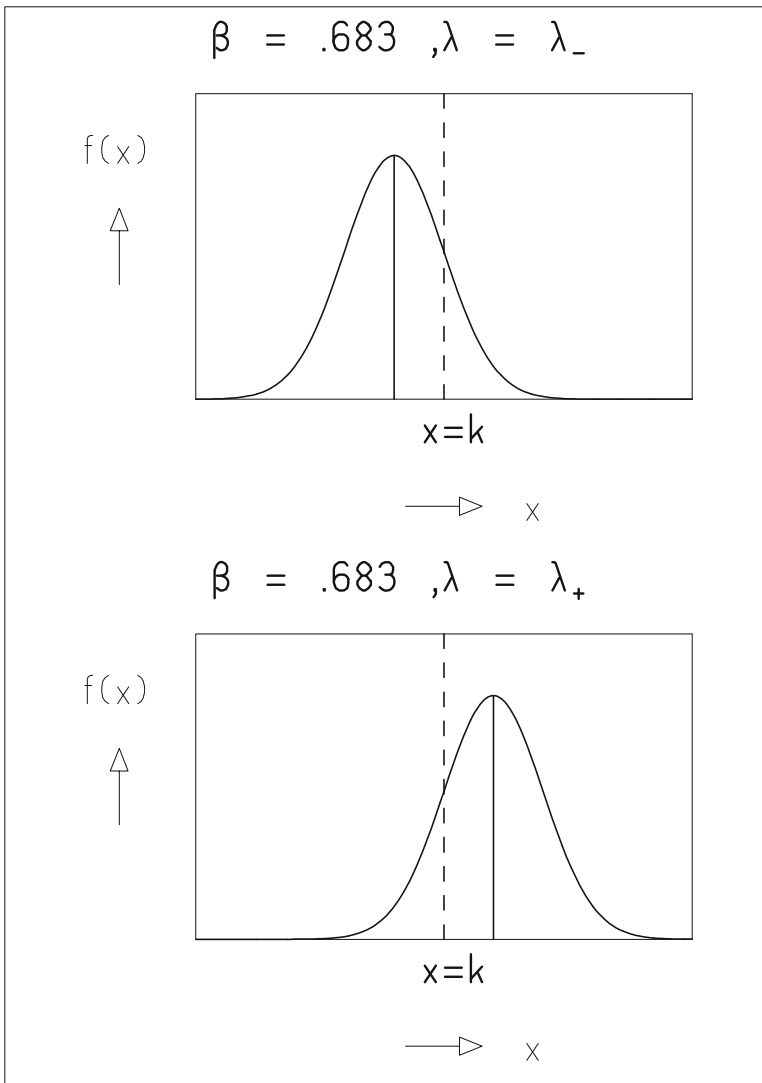 β = .683 ,λ = λ₋
f(x)
x=k
x
β = .683 ,λ = λ₊
f(x)
x=k
x